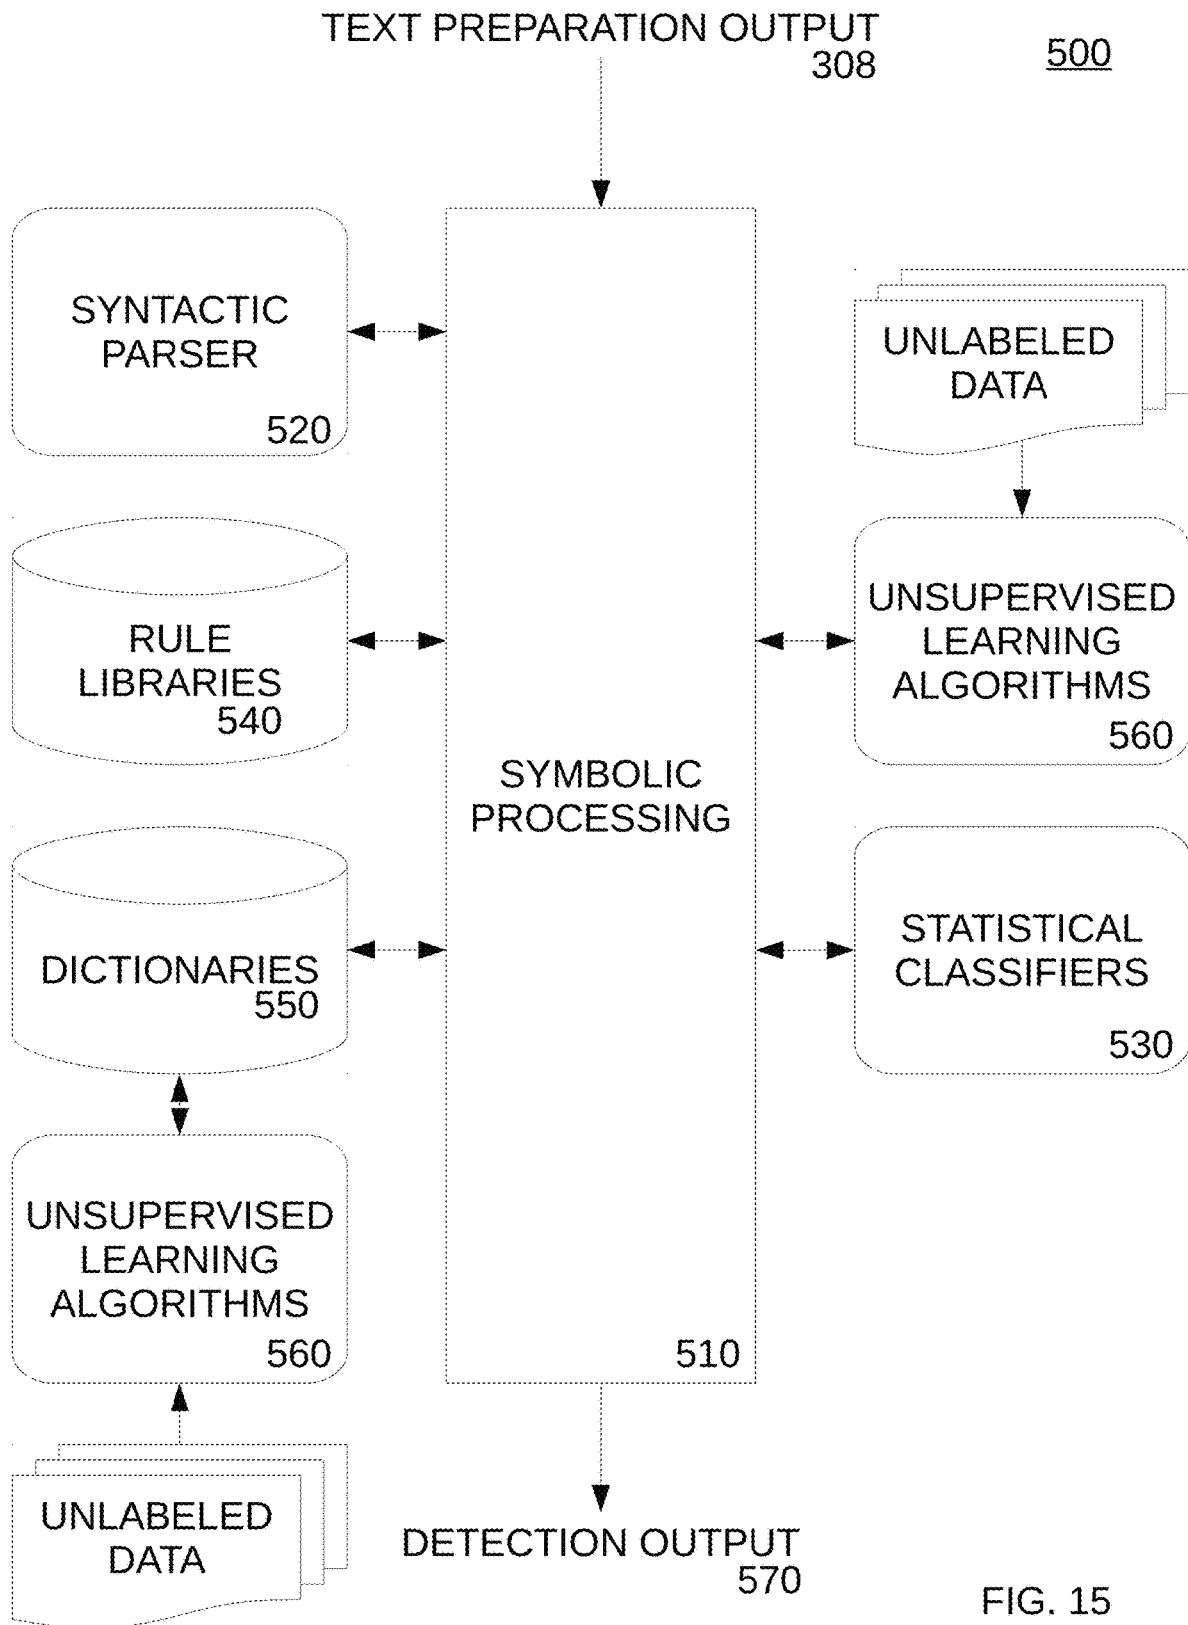 TEXT PREPARATION OUTPUT
308
500
SYNTACTIC
PARSER
520
UNLABELED
DATA
RULE
LIBRARIES
540
UNSUPERVISED
LEARNING
ALGORITHMS
560
SYMBOLIC
PROCESSING
510
DICTIONARIES
550
STATISTICAL
CLASSIFIERS
530
UNSUPERVISED
LEARNING
ALGORITHMS
560
UNLABELED
DATA
DETECTION OUTPUT
570
FIG. 15